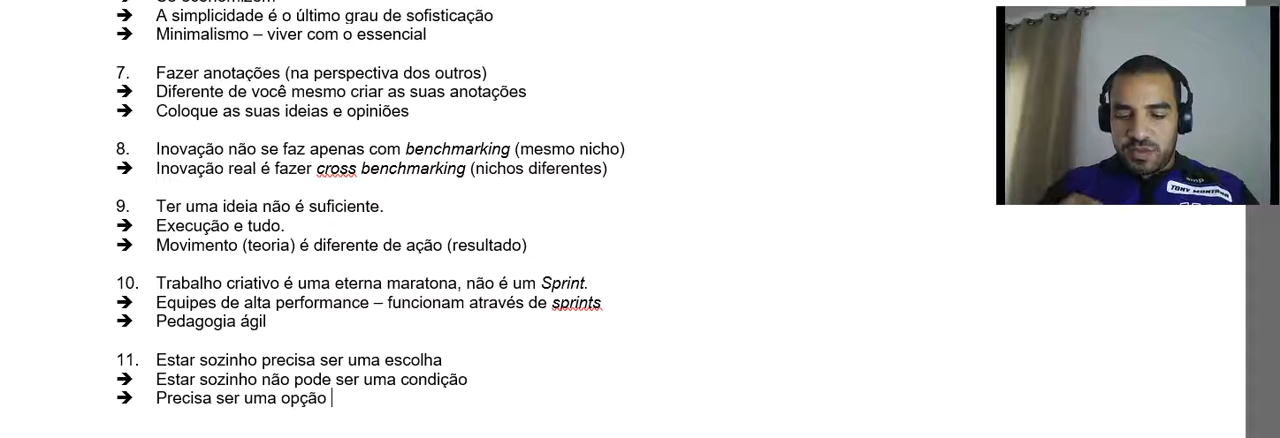 ➔ A simplicidade é o último grau de sofisticação
➔ Minimalismo – viver com o essencial
7. Fazer anotações (na perspectiva dos outros)
➔ Diferente de você mesmo criar as suas anotações
➔ Coloque as suas ideias e opiniões
8. Inovação não se faz apenas com benchmarking (mesmo nicho)
➔ Inovação real é fazer cross benchmarking (nichos diferentes)
9. Ter uma ideia não é suficiente.
➔ Execução e tudo.
➔ Movimento (teoria) é diferente de ação (resultado)
10. Trabalho criativo é uma eterna maratona, não é um Sprint.
➔ Equipes de alta performance – funcionam através de sprints
➔ Pedagogia ágil
11. Estar sozinho precisa ser uma escolha
➔ Estar sozinho não pode ser uma condição
➔ Precisa ser uma opção
TONY MONTANA